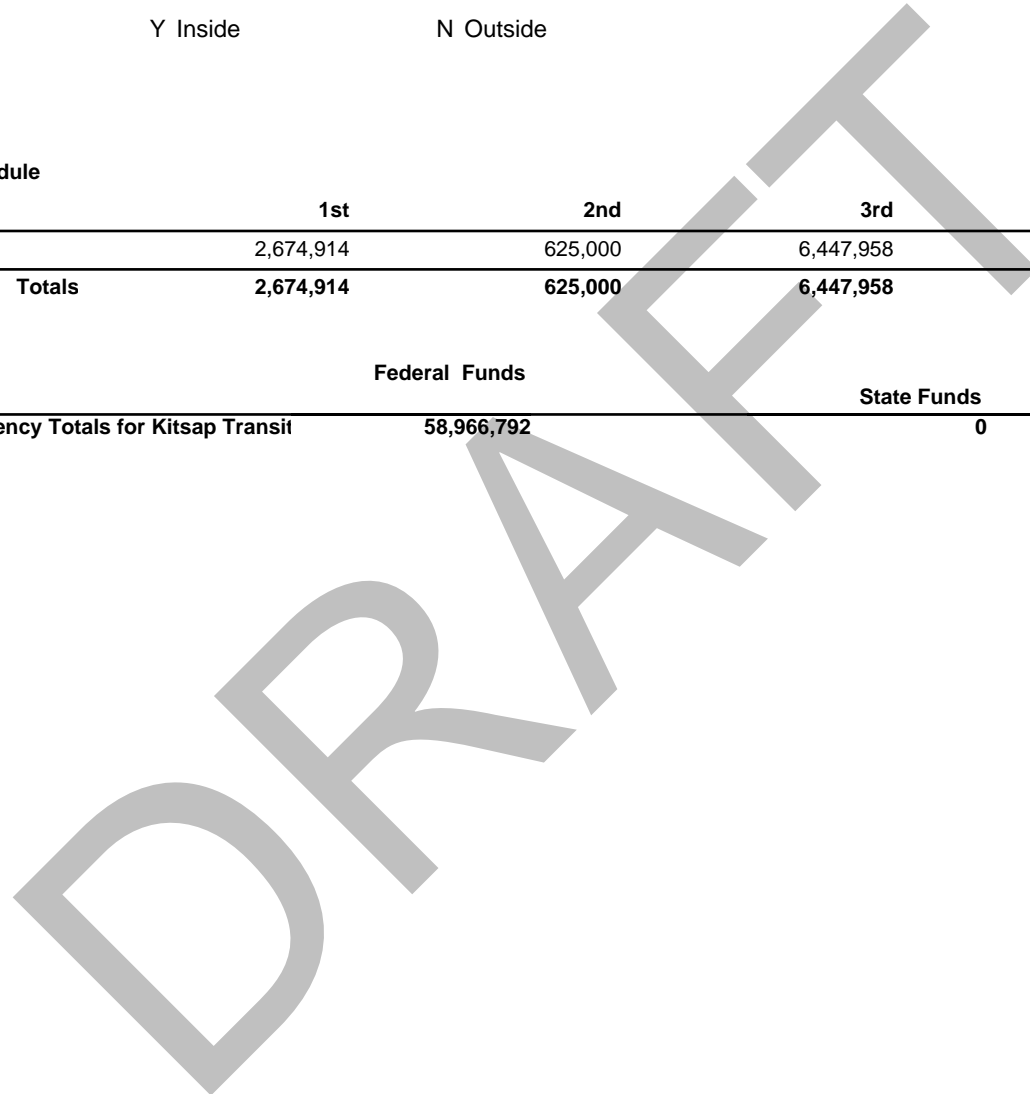 Y Inside N Outside
dule
1st 2nd 3rd
2,674,914 625,000 6,447,958
Totals 2,674,914 625,000 6,447,958
Federal Funds
State Funds
ency Totals for Kitsap Transit 58,966,792 0
DRAFT